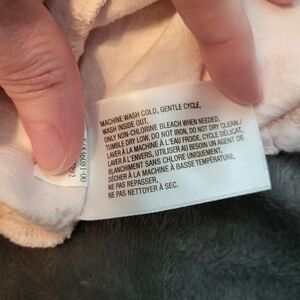 MACHINE WASH COLD, GENTLE CYCLE,
WASH INSIDE OUT,
ONLY NON-CHLORINE BLEACH WHEN NEEDED,
TUMBLE DRY LOW, DO NOT IRON, DO NOT DRY CLEAN /
LAVER À LA MACHINE À L'EAU FROIDE, CYCLE DÉLICAT,
LAVER À L'ENVERS, UTILISER AU BESOIN UN AGENT DE
BLANCHIMENT SANS CHLORE UNIQUEMENT,
SÉCHER À LA MACHINE À BASSE TEMPÉRATURE,
NE PAS REPASSER,
NE PAS NETTOYER À SEC.